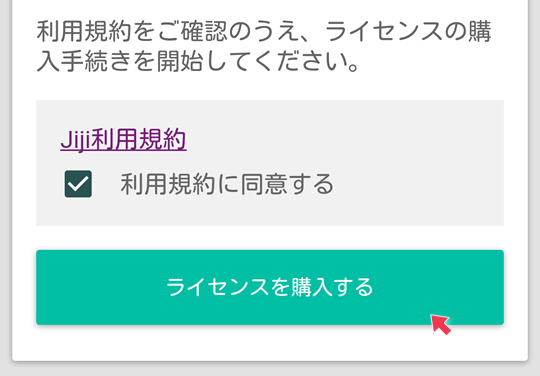 利用規約をご確認のうえ、ライセンスの購
入手続きを開始してください。
Jiji利用規約
利用規約に同意する
ライセンスを購入する